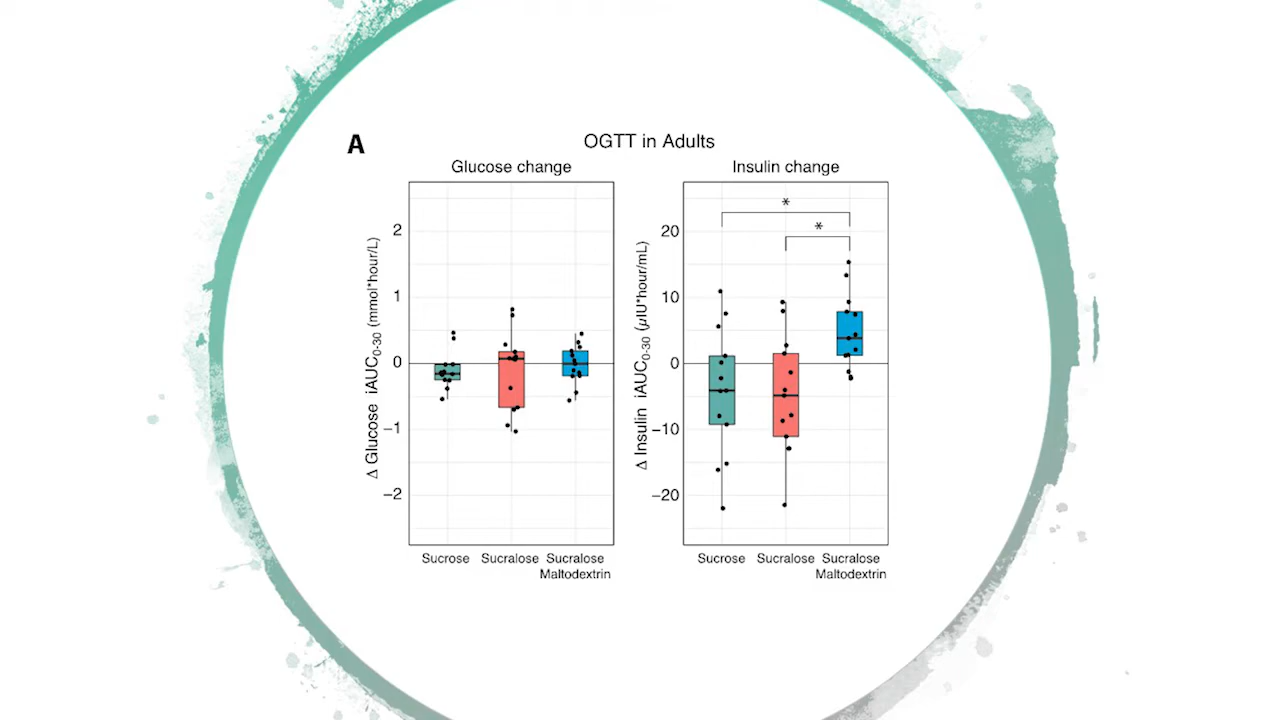 A
OGTT in Adults
Glucose change
Δ Glucose iAUC0-30 (mmol*hour/L)
2
1
0
−1
−2
Sucrose
Sucralose
Sucralose
Maltodextrin
Insulin change
Δ Insulin iAUC0-30 (µIU*hour/mL)
20
10
0
−10
−20
*
*
Sucrose
Sucralose
Sucralose
Maltodextrin